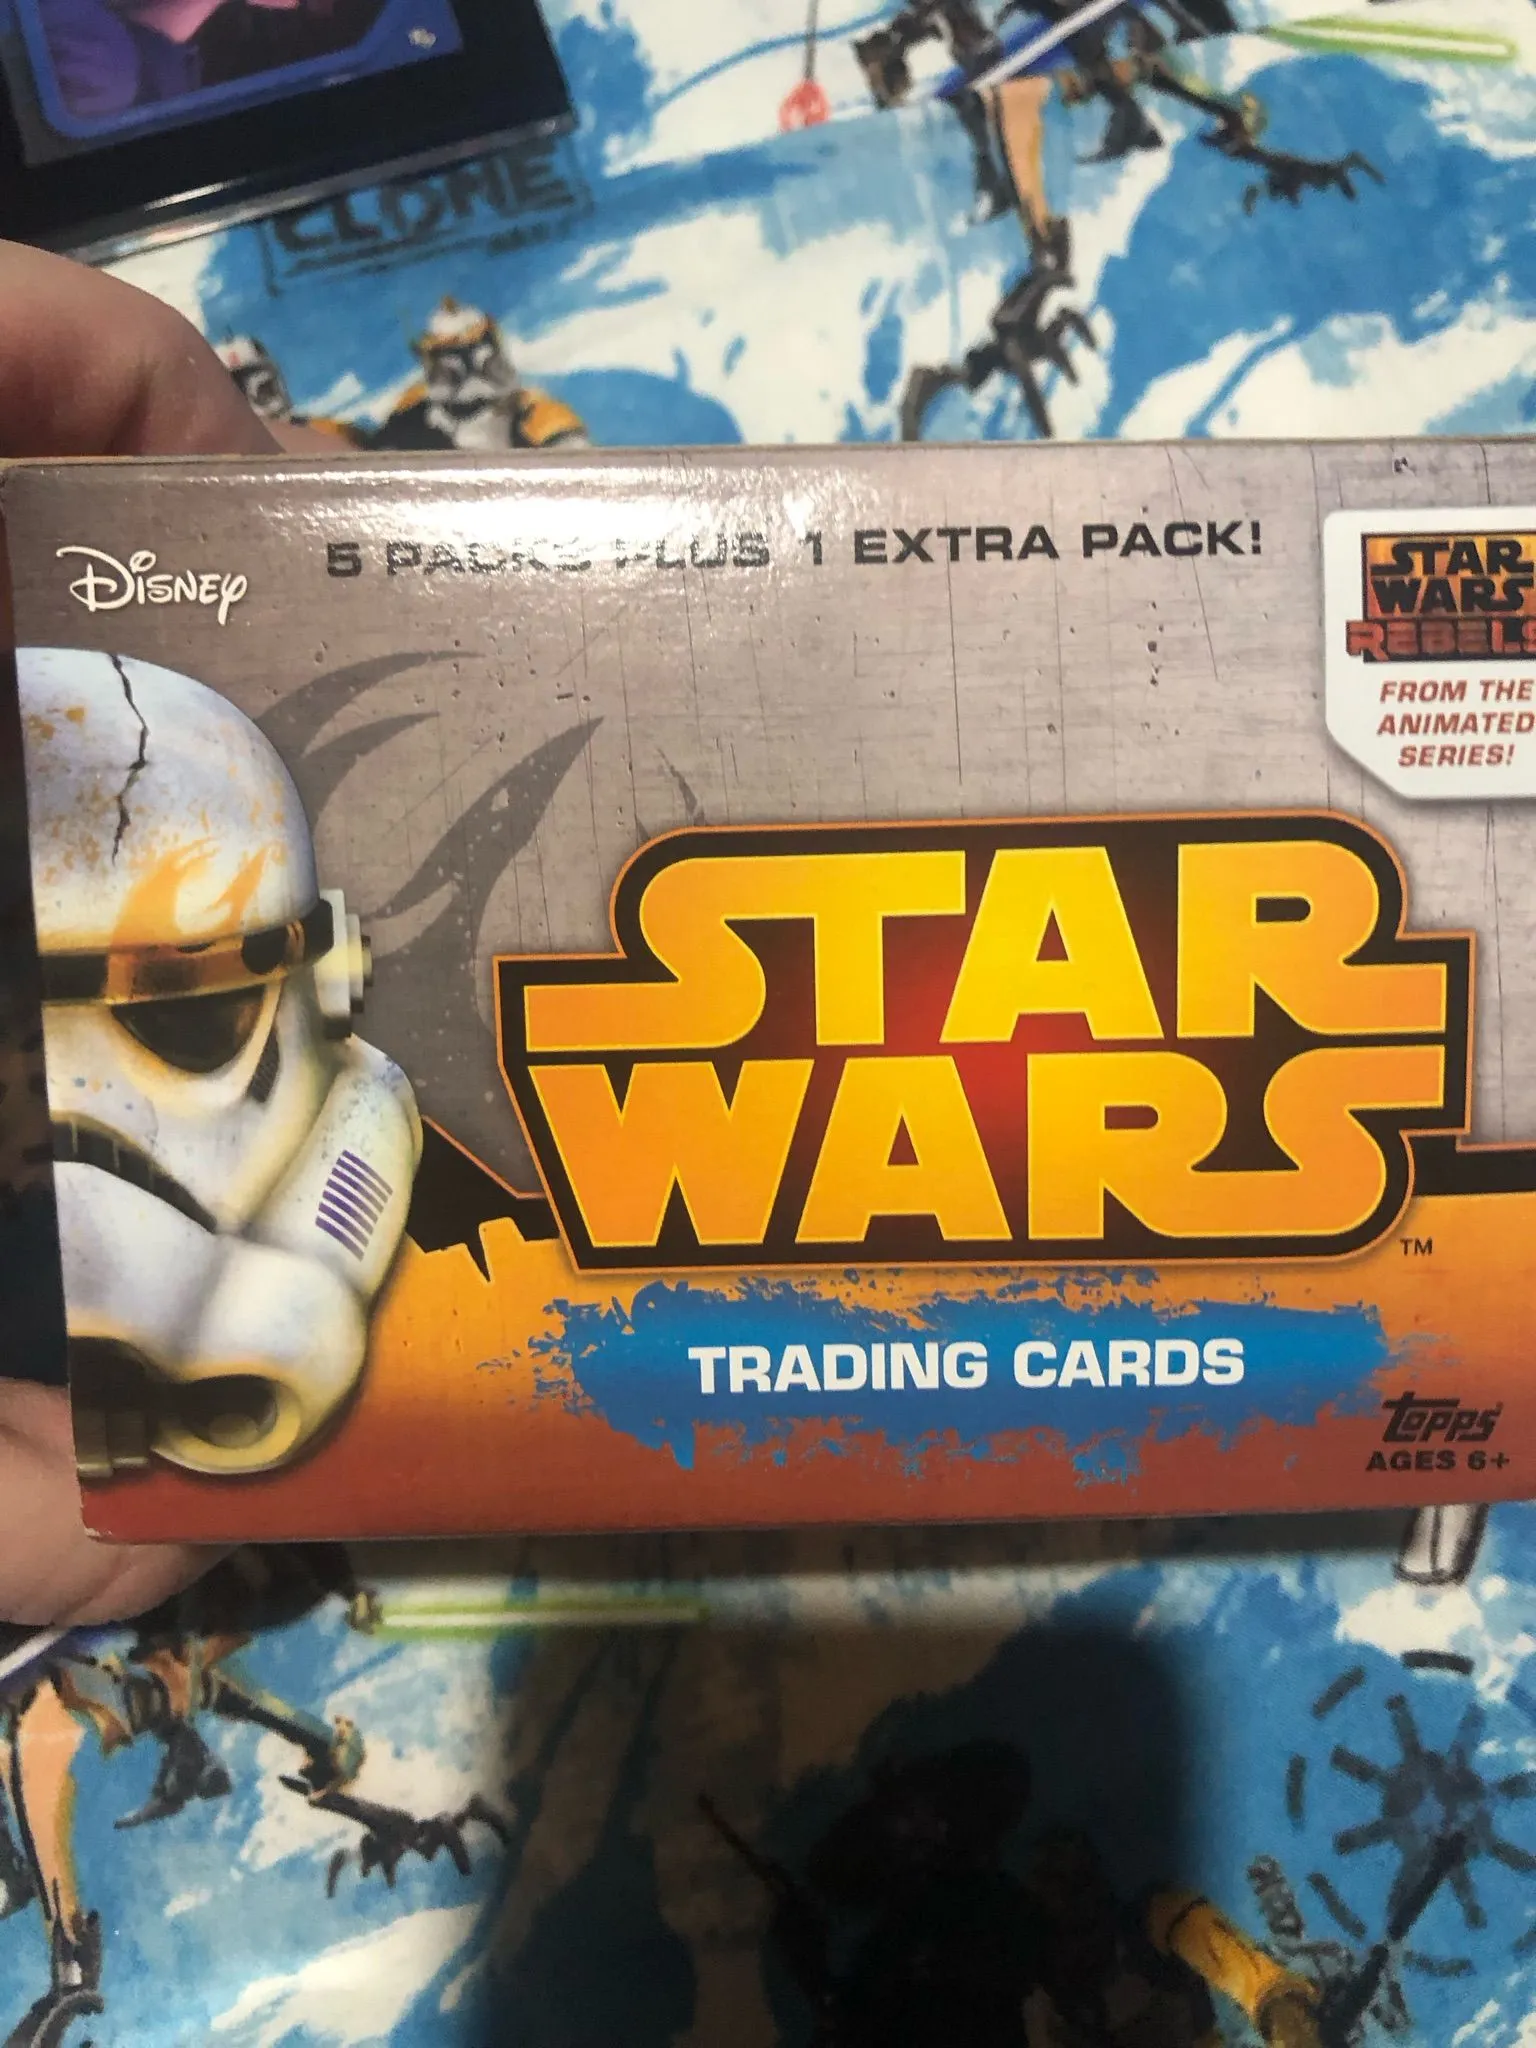 CLONE
Disney
5 PACKS PLUS 1 EXTRA PACK!
STAR
WARS
REBELS
FROM THE
ANIMATED
SERIES!
STAR
WARS
TM
TRADING CARDS
topps
AGES 6+